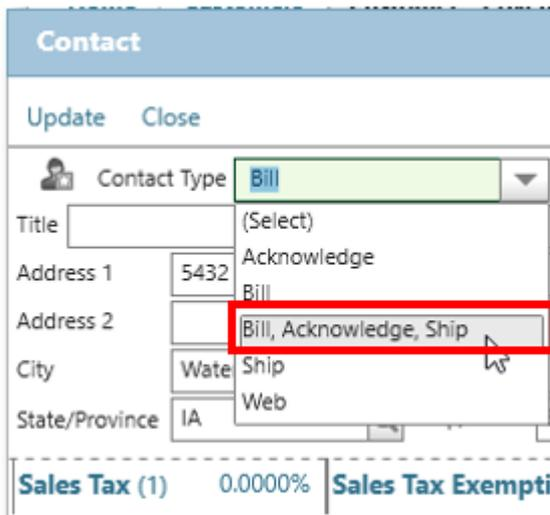 Contact
Update Close
Contact Type Bill
Title (Select)
Acknowledge
Address 1 5432
Bill
Address 2 Bill, Acknowledge, Ship
City Wate Ship
Web
State/Province IA
Sales Tax (1) 0.0000% Sales Tax Exempti